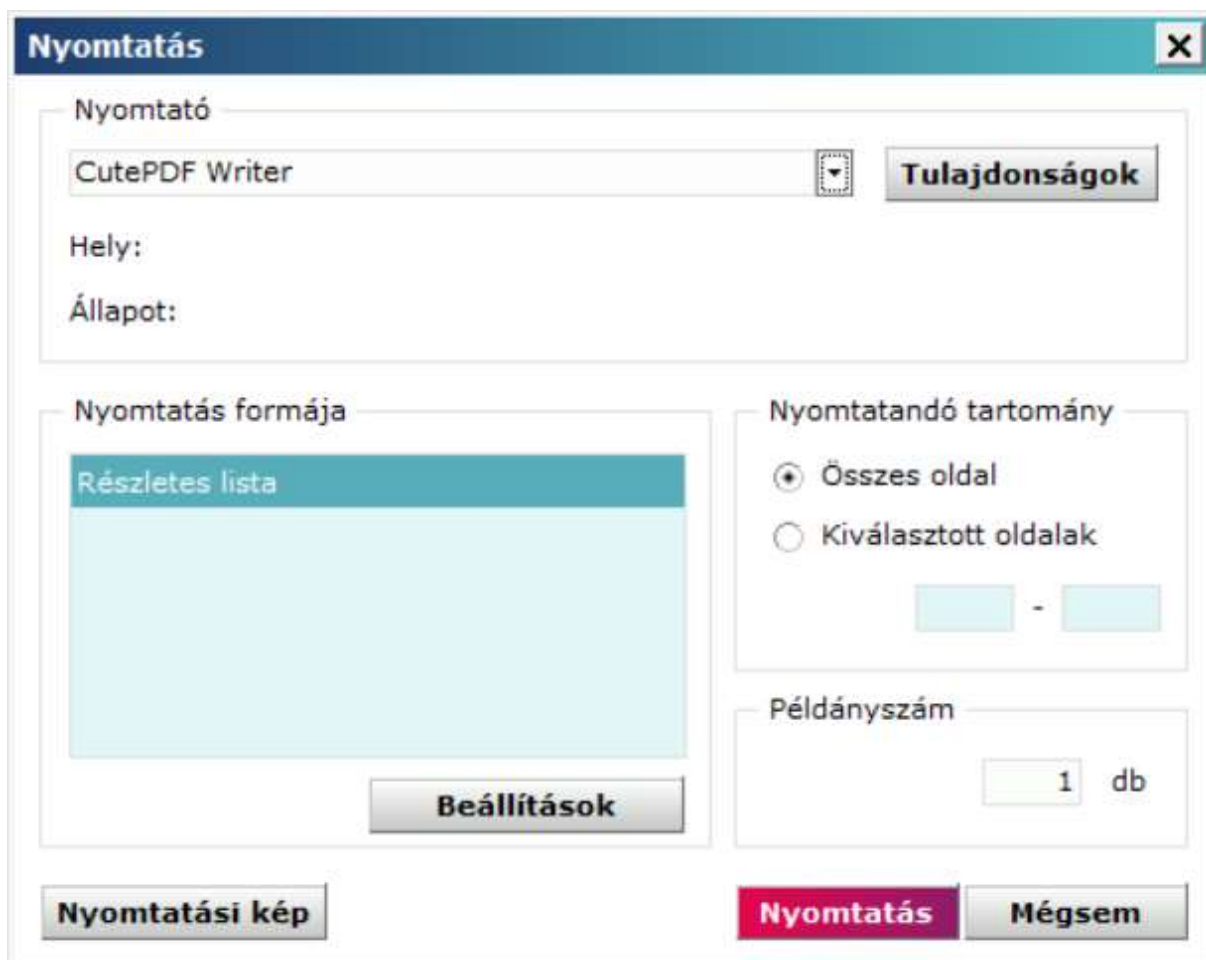 Nyomtatás
Nyomtató
CutePDF Writer
Tulajdonságok
Hely:
Állapot:
Nyomtatás formája
Részletes lista
Beállítások
Nyomtatandó tartomány
Összes oldal
Kiválasztott oldalak
-
Példányszám
1 db
Nyomtatási kép
Nyomtatás
Mégsem